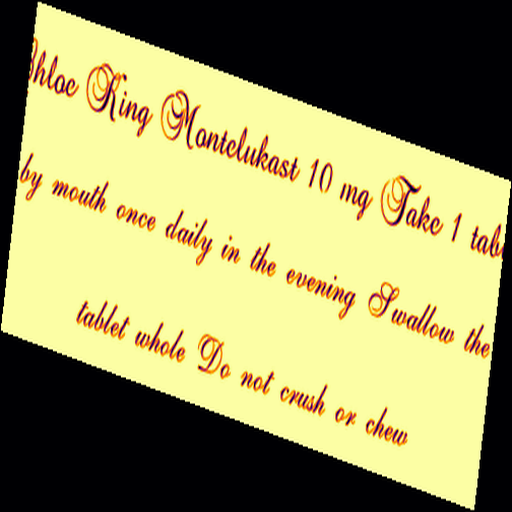 Chloe King Montelukast 10 mg Take 1 tablet
by mouth once daily in the evening Swallow the
tablet whole Do not crush or chew